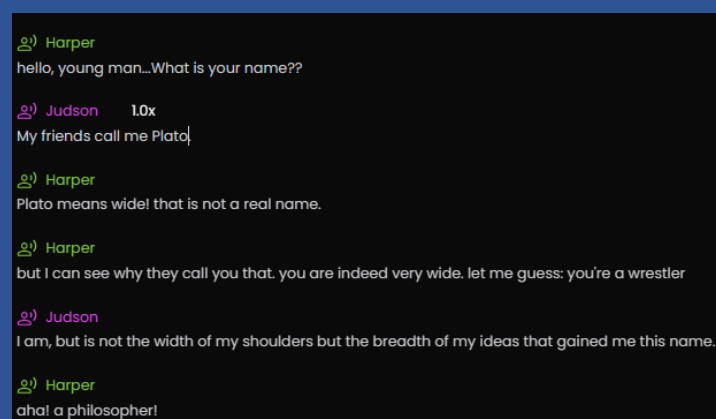 Harper
hello, young man...What is your name??
Judson 1.0x
My friends call me Plato.
Harper
Plato means wide! that is not a real name.
Harper
but I can see why they call you that. you are indeed very wide. let me guess: you're a wrestler
Judson
I am, but is not the width of my shoulders but the breadth of my ideas that gained me this name.
Harper
aha! a philosopher!